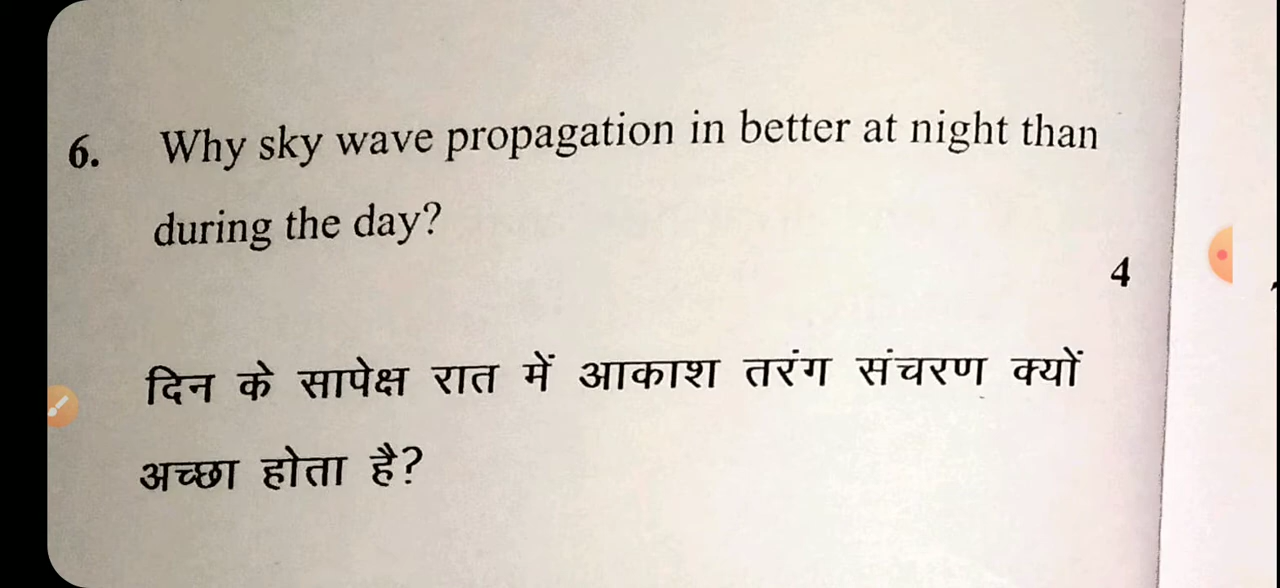 6. Why sky wave propagation in better at night than
during the day?
4
दिन के सापेक्ष रात में आकाश तरंग संचरण क्यों
अच्छा होता है?